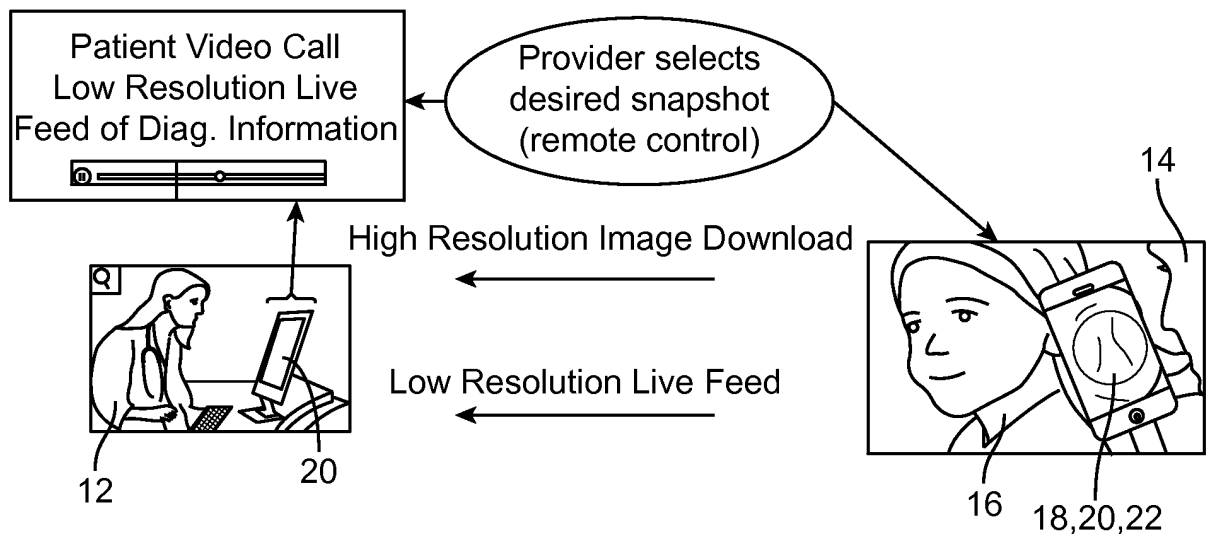 Patient Video Call
Low Resolution Live
Feed of Diag. Information
Provider selects
desired snapshot
(remote control)
14
High Resolution Image Download
Low Resolution Live Feed
12
20
16
18,20,22